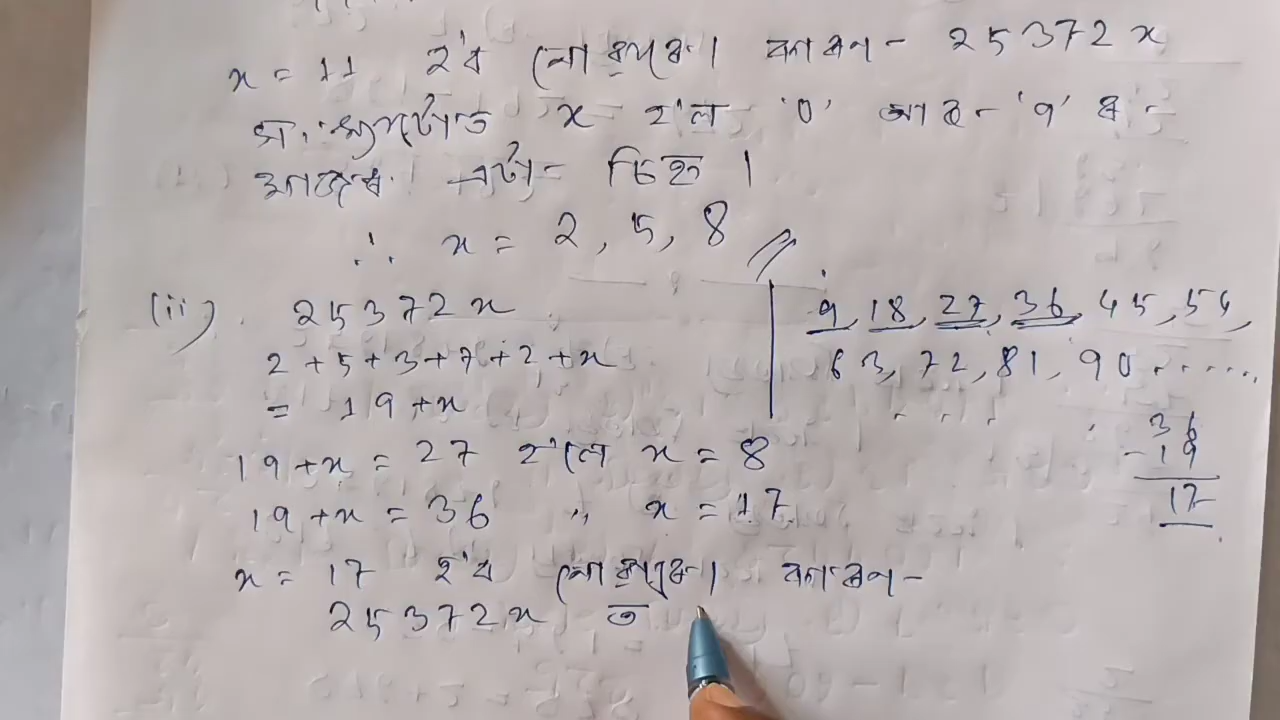 x = 11 হ'ব নোৱাৰে। কাৰণ- 25372x
x হ'ল '0' আৰু '9' ৰ
মাজৰ এটা চিহ্ন।
∴ x = 2, 5, 8
(ii) 25372x
2+5+3+7+2+x
= 19+x
19+x = 27 হ'লে x = 8
19+x = 36 ,, x = 17
x = 17 হ'ব নোৱাৰে। কাৰণ-
25372x ত
9, 18, 27, 36, 45, 54,
63, 72, 81, 90 ......
36
-19
17